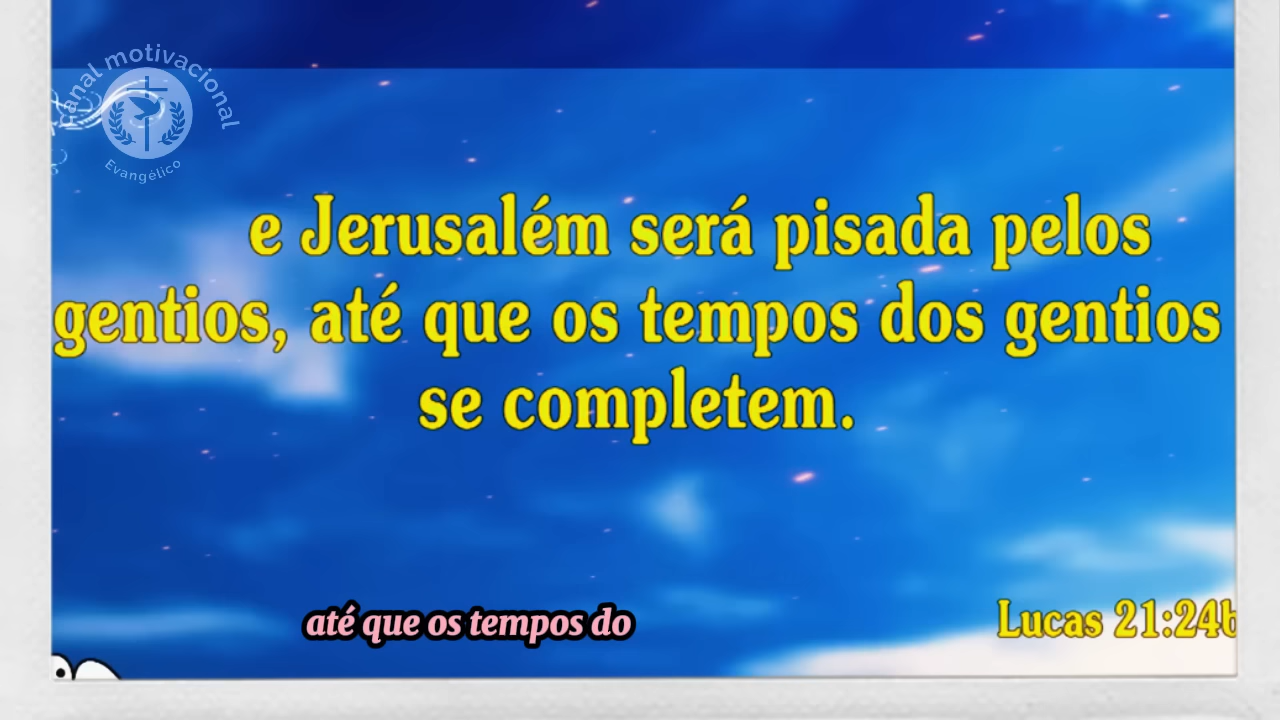 Canal motivacional
Evangélico
e Jerusalém será pisada pelos
gentios, até que os tempos dos gentios
se completem.
até que os tempos do
Lucas 21:24b